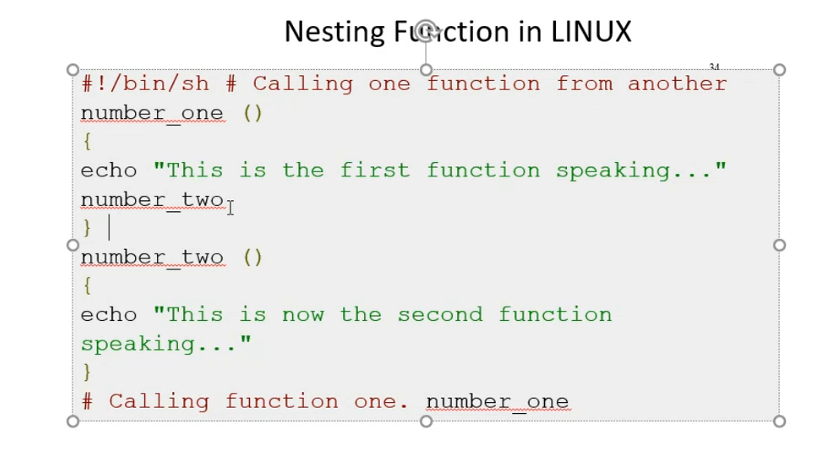 Nesting Function in LINUX
34
#!/bin/sh # Calling one function from another
number_one ()
{
echo "This is the first function speaking..."
number_two
}
number_two ()
{
echo "This is now the second function
speaking..."
}
# Calling function one. number_one